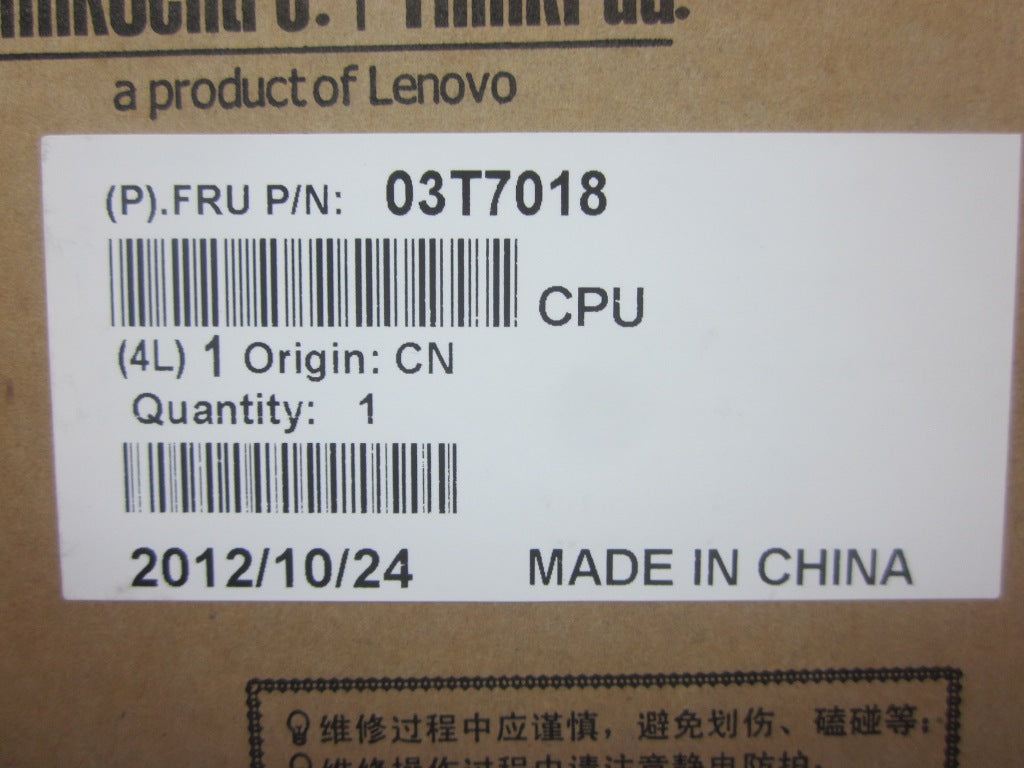 a product of Lenovo
(P).FRU P/N: 03T7018
CPU
(4L) 1 Origin: CN
Quantity: 1
2012/10/24 MADE IN CHINA
维修过程中应谨慎，避免划伤、磕碰等；